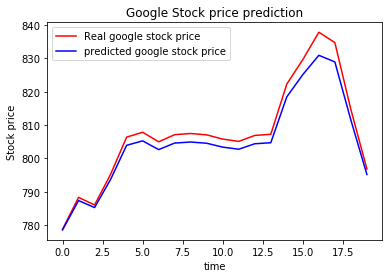 Google Stock price prediction
Real google stock price
predicted google stock price
Stock price
840
830
820
810
800
790
780
0.0 2.5 5.0 7.5 10.0 12.5 15.0 17.5
time